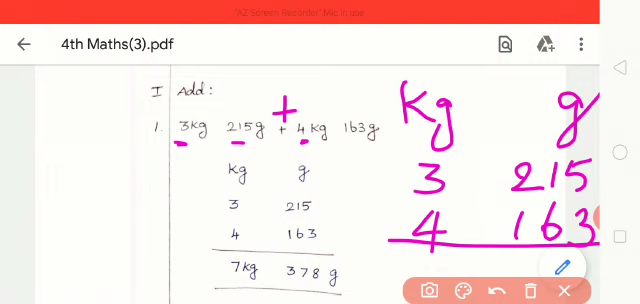 "AZ Screen Recorder" Mic in use
4th Maths(3).pdf
I Add:
1. 3kg 215g + 4kg 163g
+
kg g
3 215
4 163
7kg 378 g
kg g
3 215
4 163